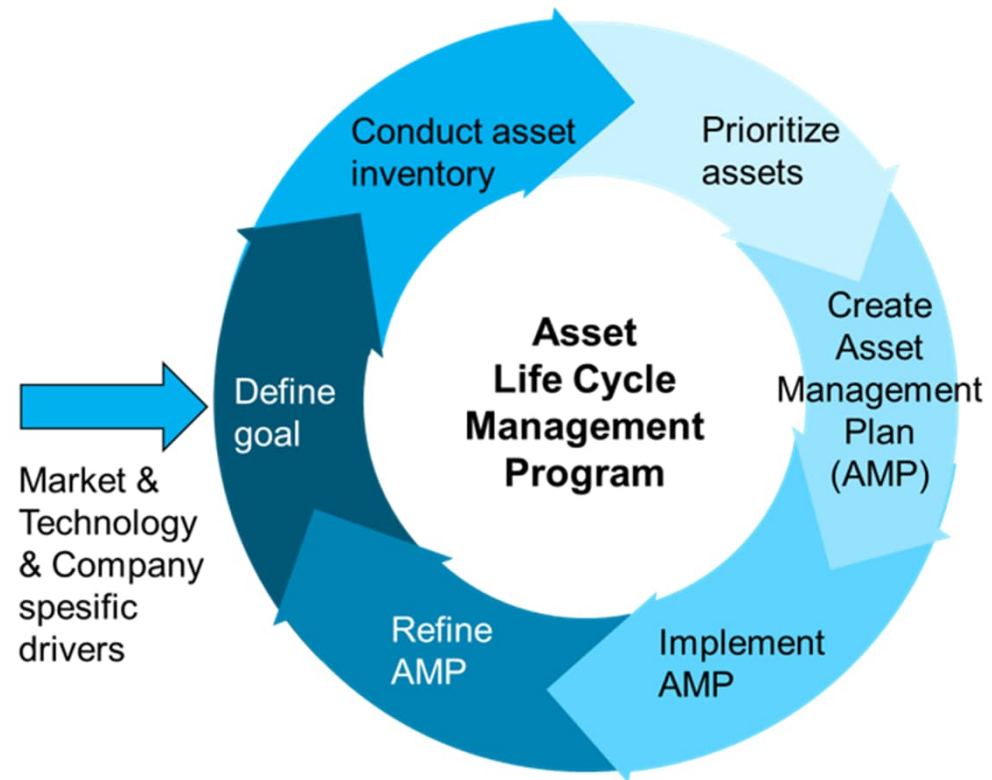 Conduct asset
inventory
Prioritize
assets
Create
Asset
Management
Plan
(AMP)
Implement
AMP
Refine
AMP
Define
goal
Asset
Life Cycle
Management
Program
Market &
Technology
& Company
spesific
drivers